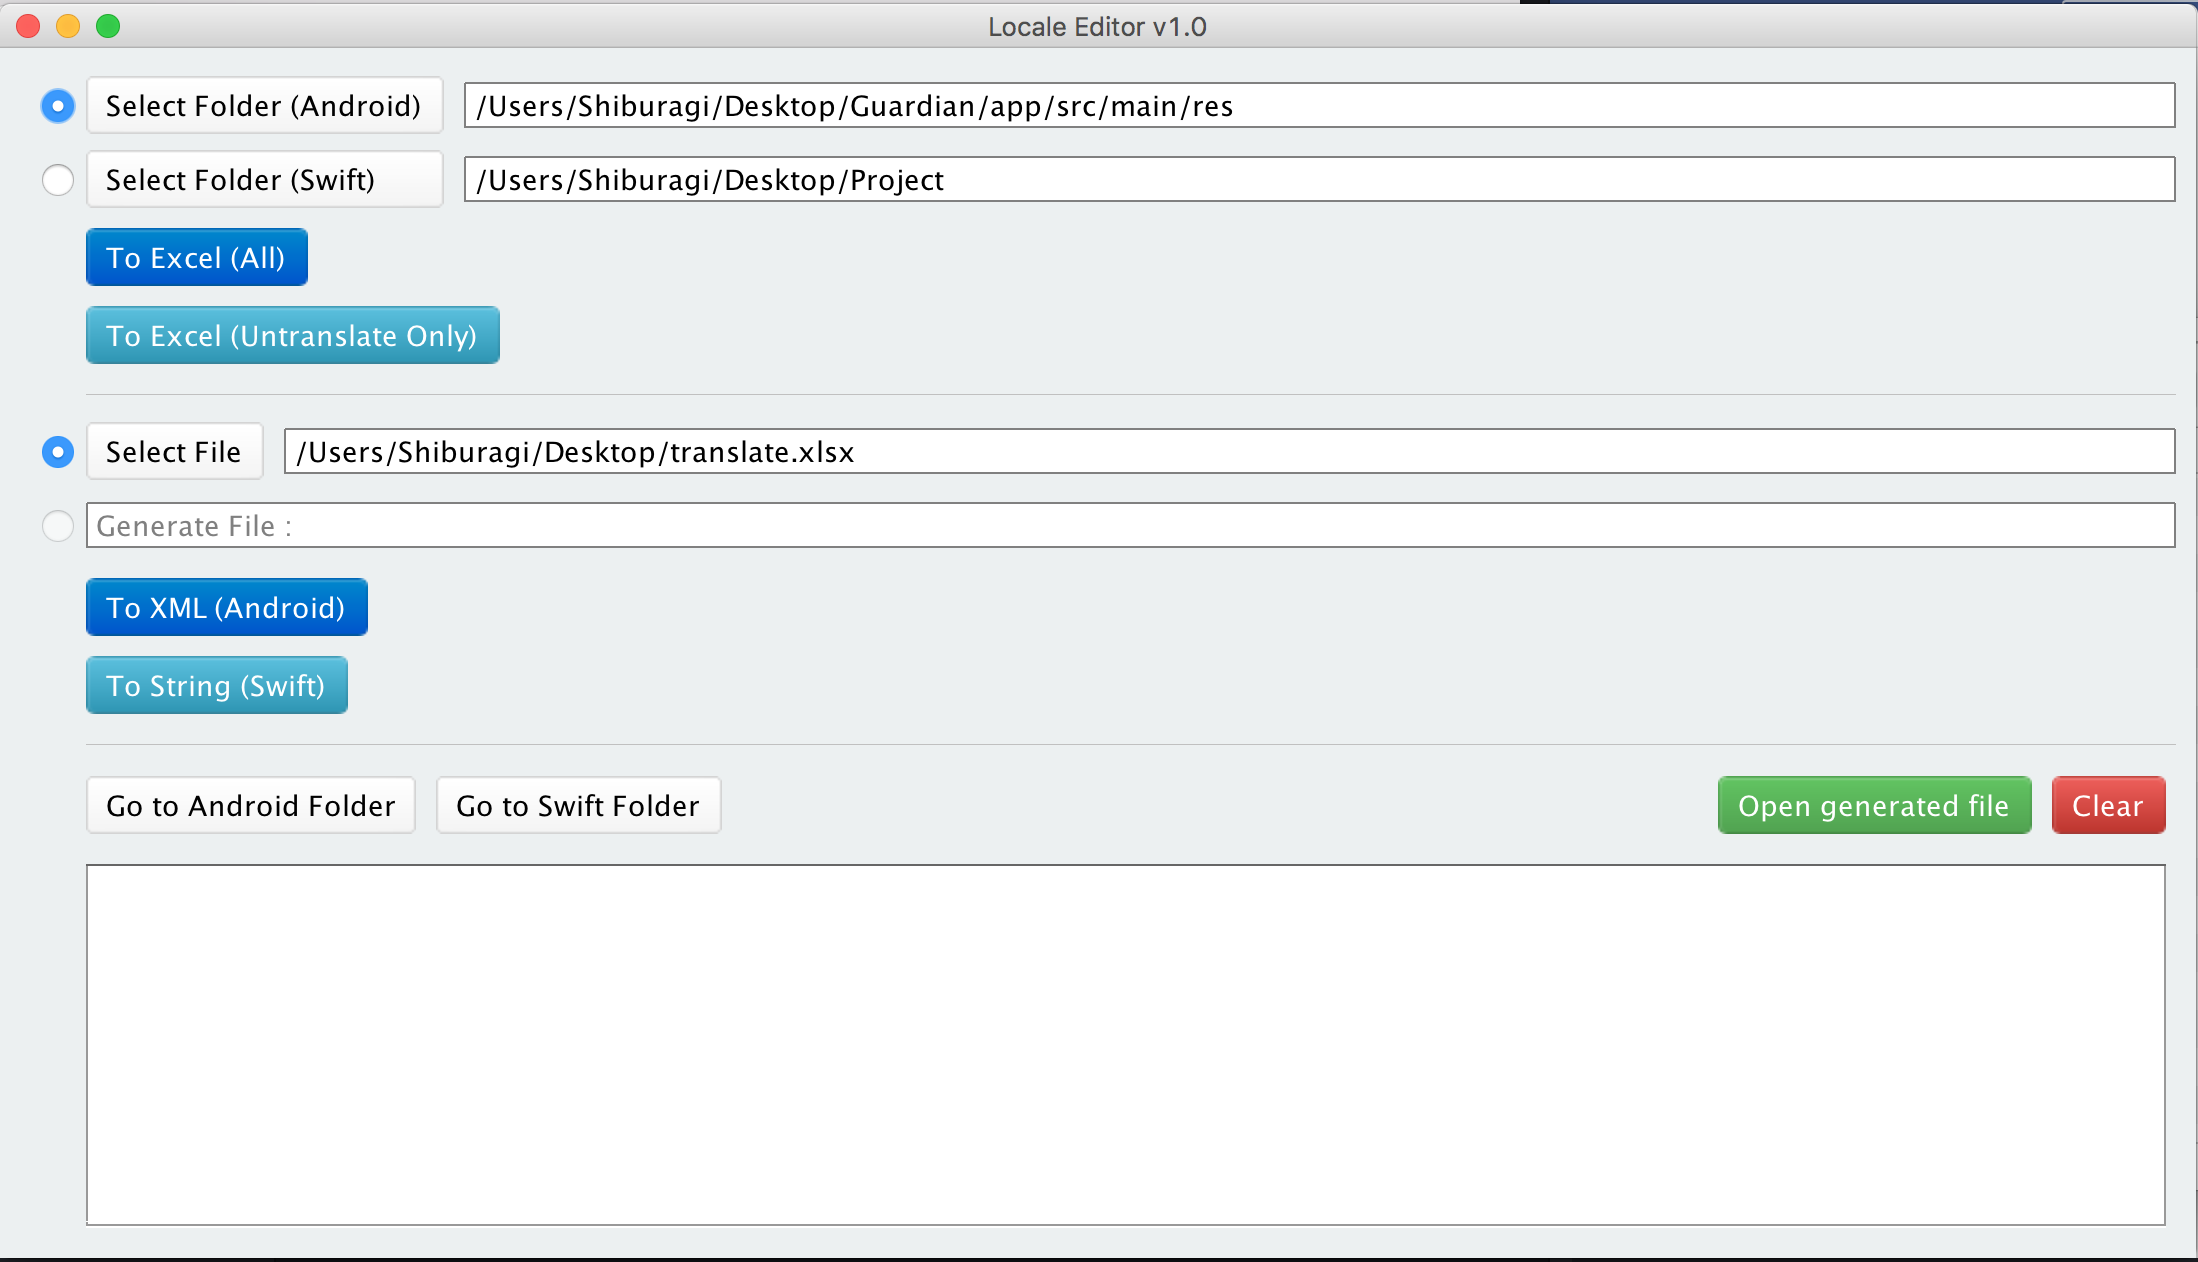 Locale Editor v1.0
Select Folder (Android) /Users/Shiburagi/Desktop/Guardian/app/src/main/res
Select Folder (Swift) /Users/Shiburagi/Desktop/Project
To Excel (All)
To Excel (Untranslate Only)
Select File /Users/Shiburagi/Desktop/translate.xlsx
Generate File :
To XML (Android)
To String (Swift)
Go to Android Folder Go to Swift Folder Open generated file Clear